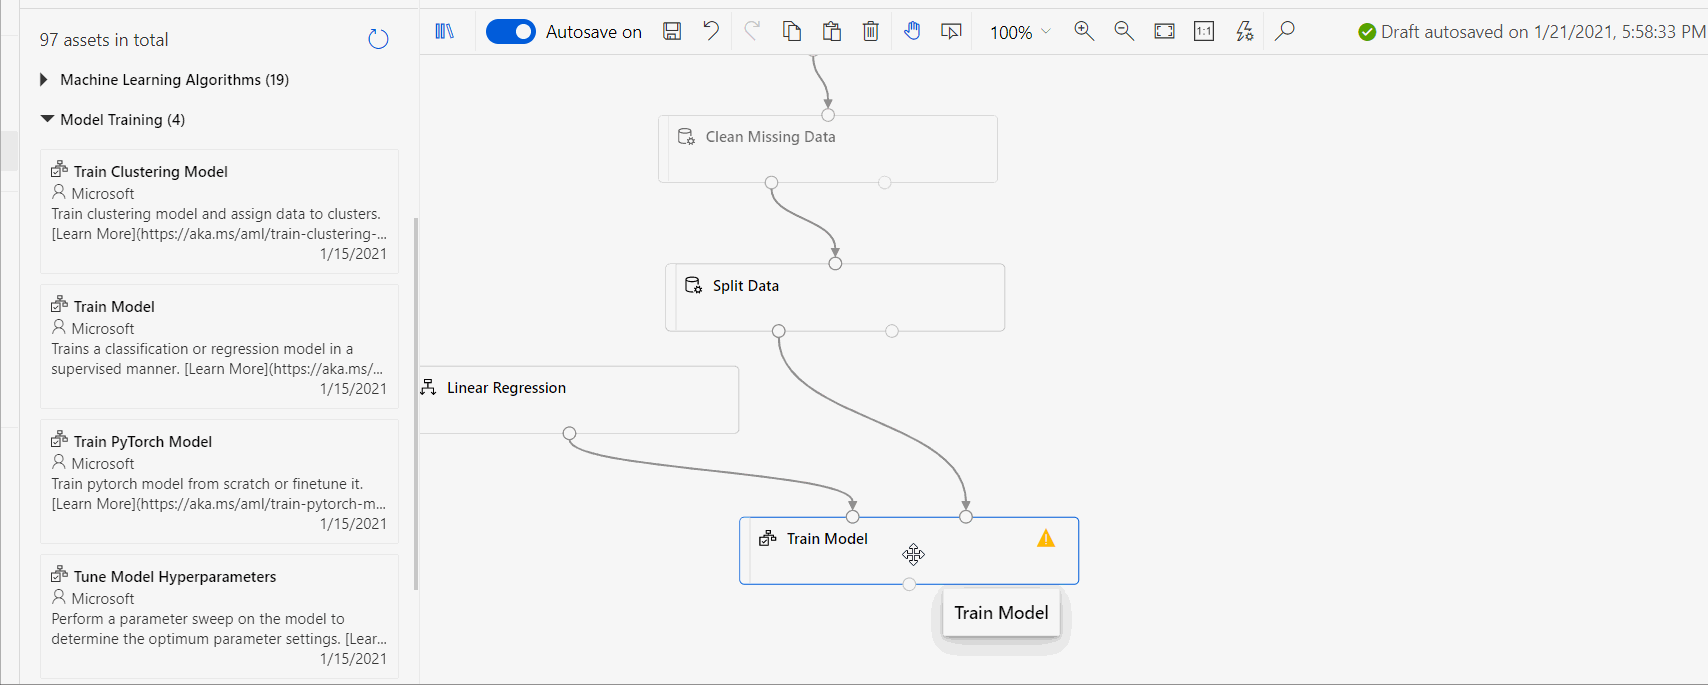 97 assets in total
Autosave on
100%
1:1
Draft autosaved on 1/21/2021, 5:58:33 PM
Machine Learning Algorithms (19)
Model Training (4)
Train Clustering Model
Microsoft
Train clustering model and assign data to clusters.
[Learn More](https://aka.ms/aml/train-clustering-...
1/15/2021
Train Model
Microsoft
Trains a classification or regression model in a
supervised manner. [Learn More](https://aka.ms/...
1/15/2021
Train PyTorch Model
Microsoft
Train pytorch model from scratch or finetune it.
[Learn More](https://aka.ms/aml/train-pytorch-m...
1/15/2021
Tune Model Hyperparameters
Microsoft
Perform a parameter sweep on the model to
determine the optimum parameter settings. [Lear...
1/15/2021
Clean Missing Data
Split Data
Linear Regression
Train Model
Train Model